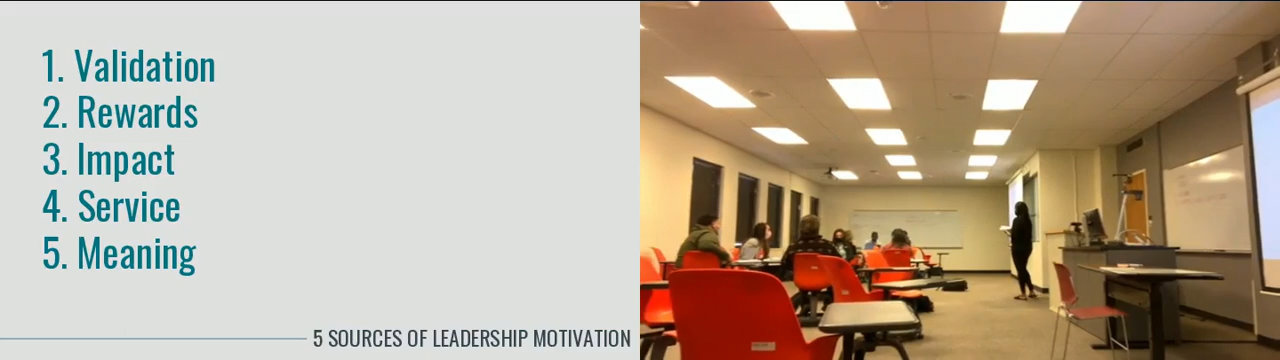 1. Validation
2. Rewards
3. Impact
4. Service
5. Meaning
5 SOURCES OF LEADERSHIP MOTIVATION